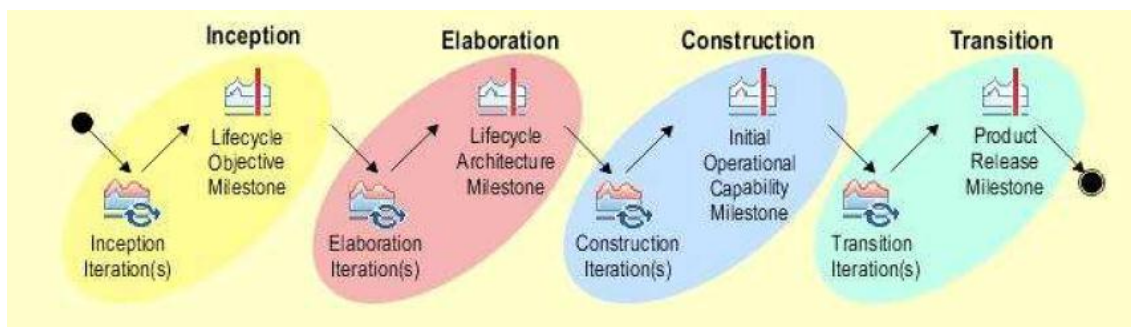 Inception
Elaboration
Construction
Transition
Lifecycle
Objective
Milestone
Inception
Iteration(s)
Lifecycle
Architecture
Milestone
Elaboration
Iteration(s)
Initial
Operational
Capability
Milestone
Construction
Iteration(s)
Product
Release
Milestone
Transition
Iteration(s)